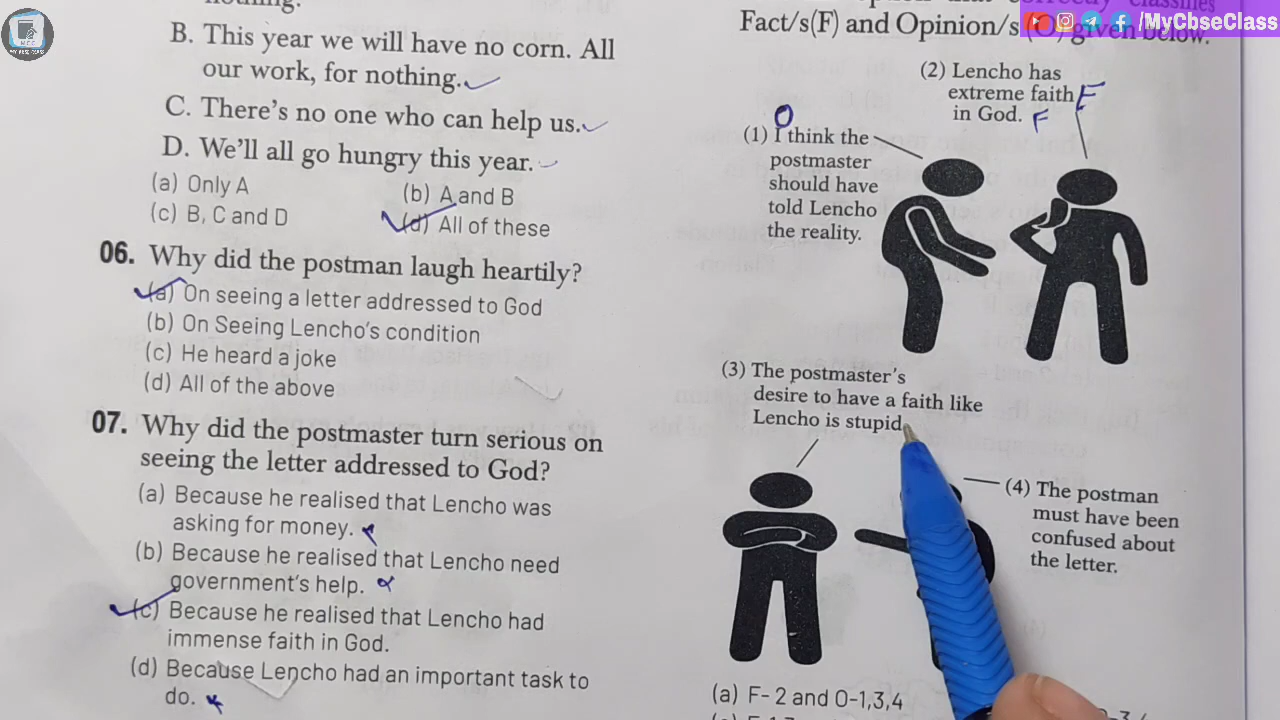 B. This year we will have no corn. All
our work, for nothing.
C. There's no one who can help us.
D. We'll all go hungry this year.
(a) Only A
(b) A and B
(c) B, C and D
(d) All of these
06. Why did the postman laugh heartily?
(a) On seeing a letter addressed to God
(b) On Seeing Lencho's condition
(c) He heard a joke
(d) All of the above
07. Why did the postmaster turn serious on
seeing the letter addressed to God?
(a) Because he realised that Lencho was
asking for money.
(b) Because he realised that Lencho need
government's help.
(c) Because he realised that Lencho had
immense faith in God.
(d) Because Lencho had an important task to
do.
/MyCbseClass
Fact/s(F) and Opinion/s (O) given below.
(2) Lencho has
extreme faith F
in God. F
O
(1) I think the
postmaster
should have
told Lencho
the reality.
(3) The postmaster's
desire to have a faith like
Lencho is stupid
(4) The postman
must have been
confused about
the letter.
(a) F- 2 and O-1,3,4